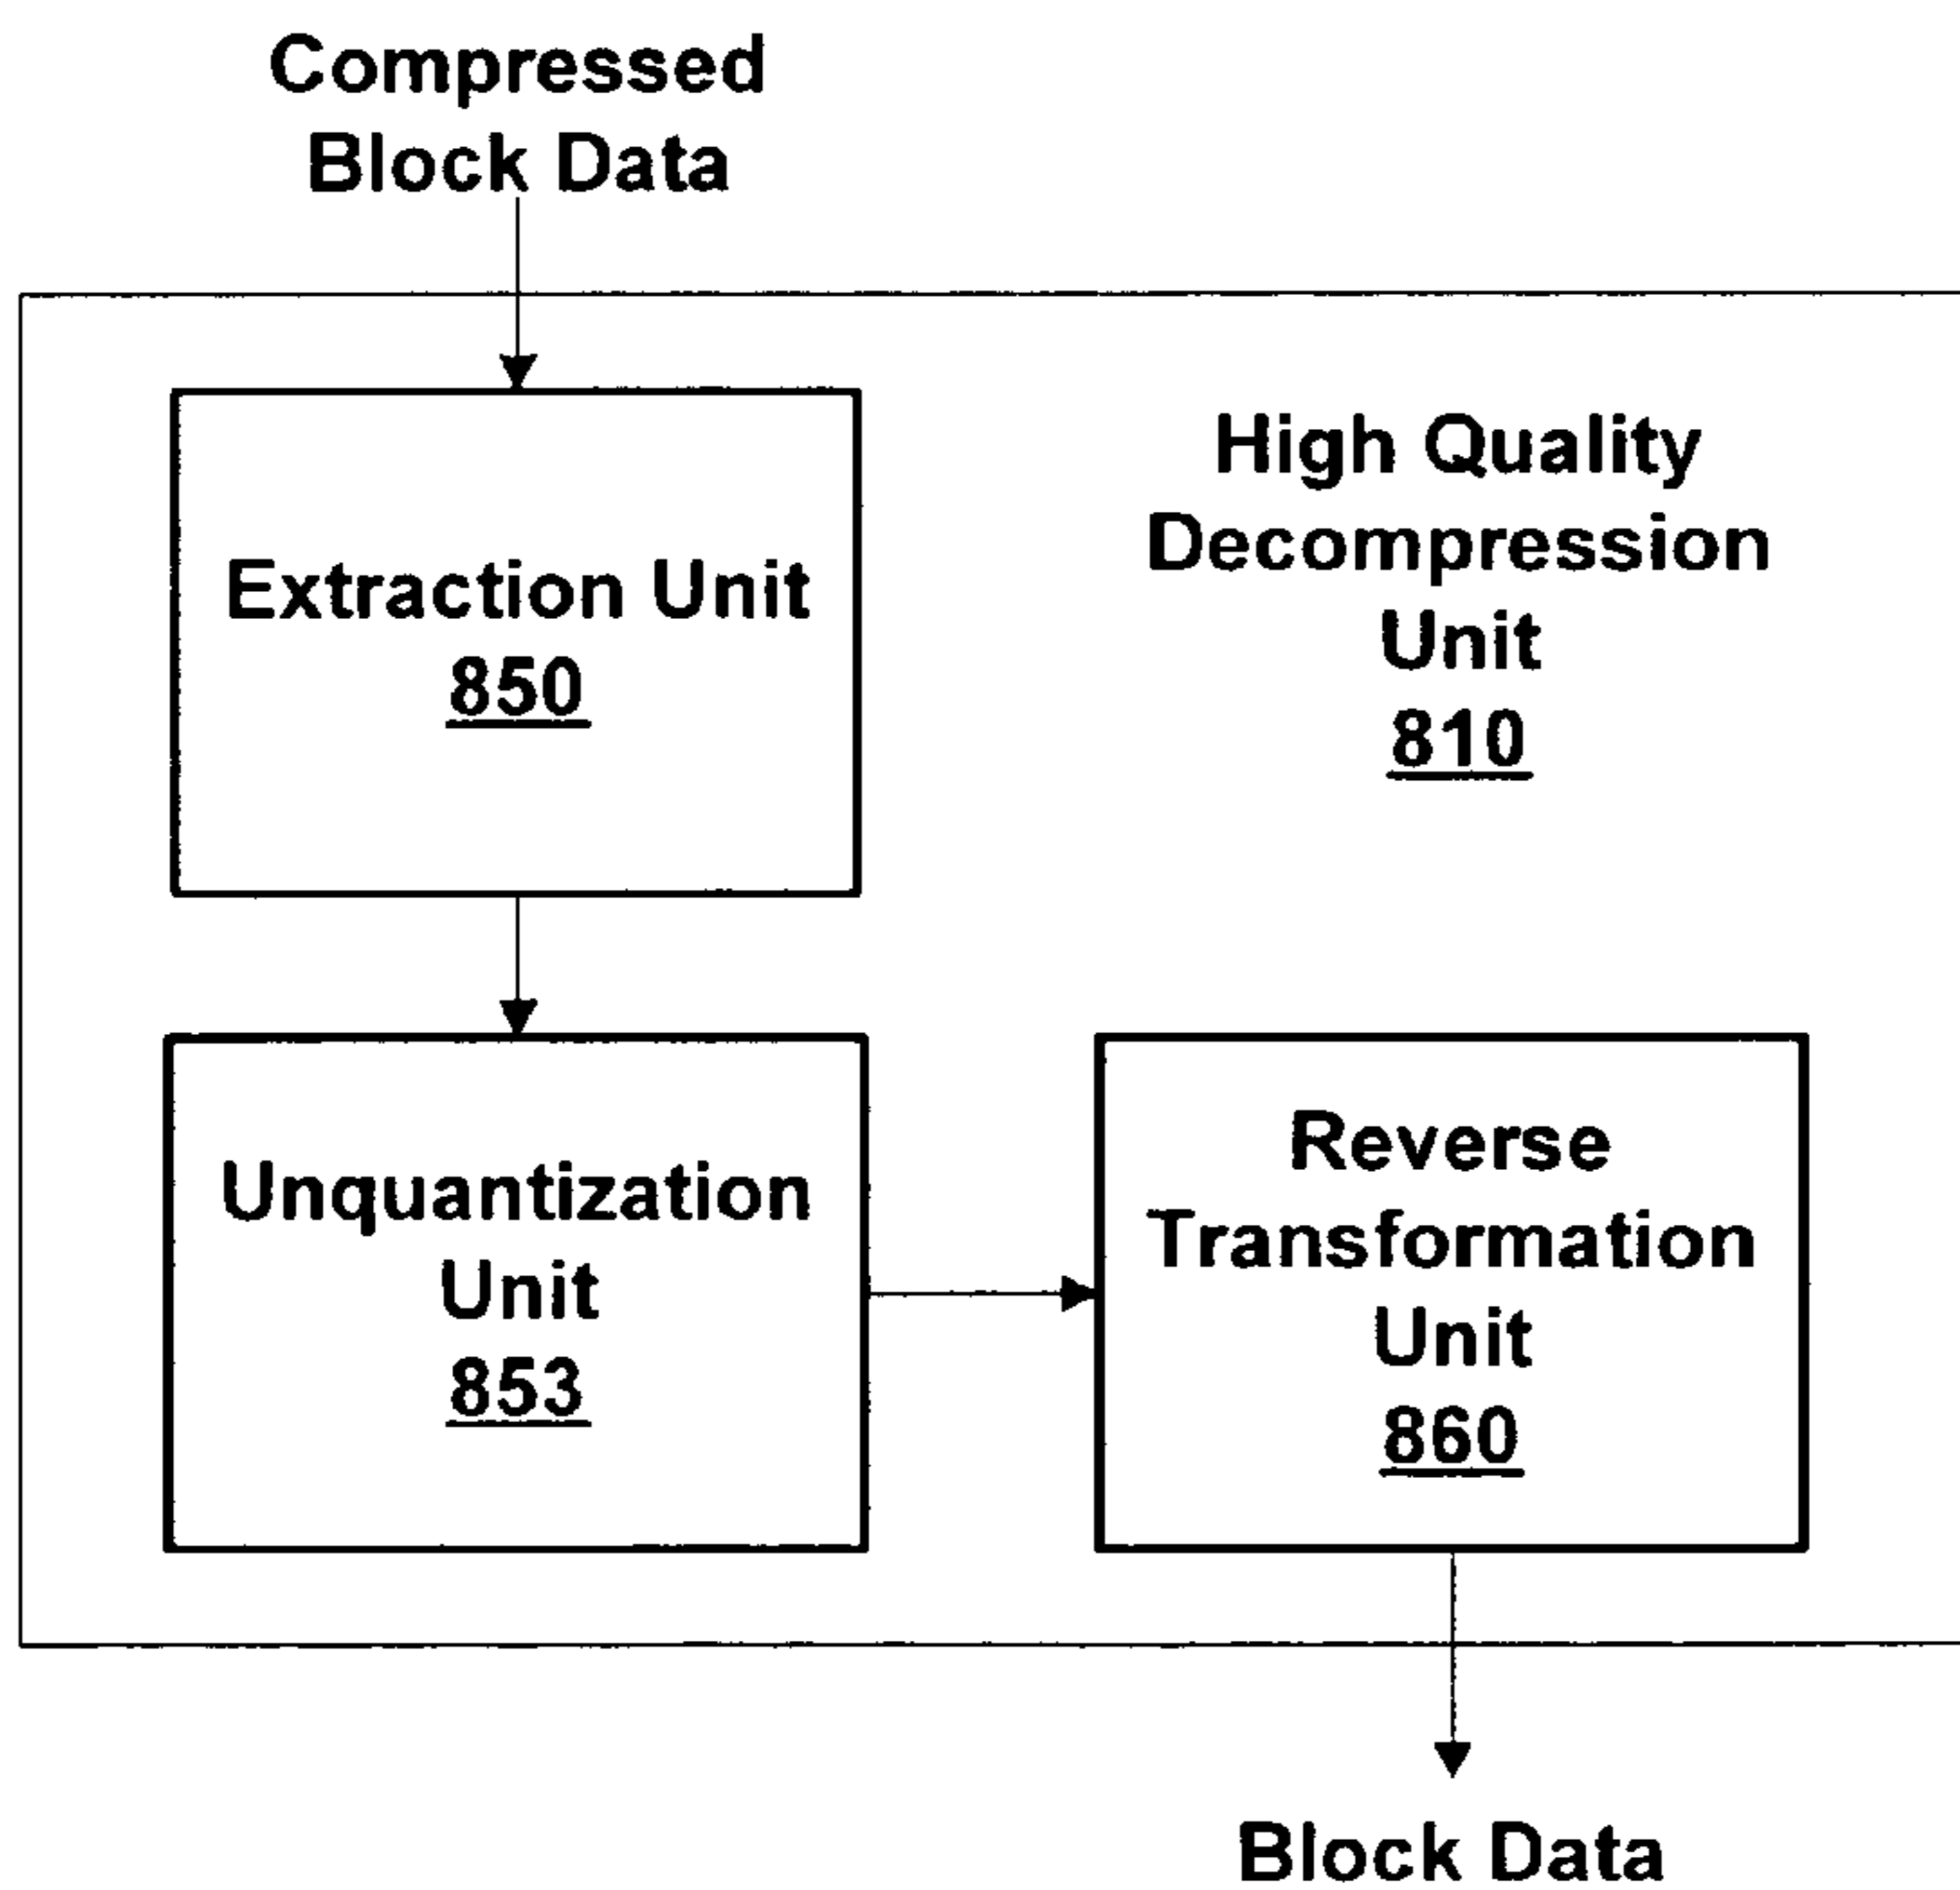 Compressed
Block Data
Extraction Unit
850
High Quality
Decompression
Unit
810
Unquantization
Unit
853
Reverse
Transformation
Unit
860
Block Data